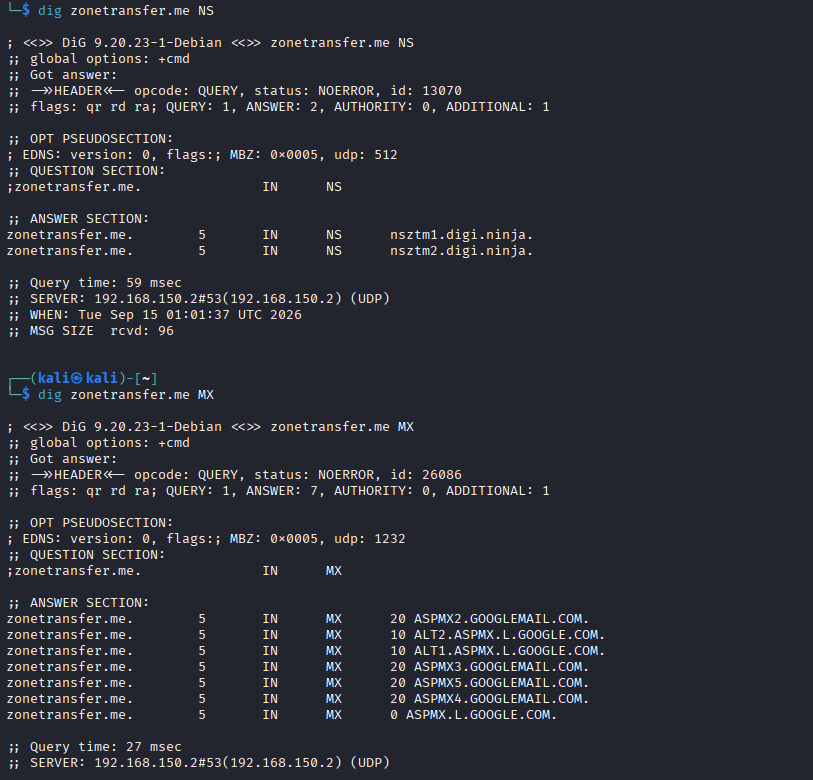 └─$ dig zonetransfer.me NS
; <<>> DiG 9.20.23-1-Debian <<>> zonetransfer.me NS
;; global options: +cmd
;; Got answer:
;; ->>HEADER<<- opcode: QUERY, status: NOERROR, id: 13070
;; flags: qr rd ra; QUERY: 1, ANSWER: 2, AUTHORITY: 0, ADDITIONAL: 1
;; OPT PSEUDOSECTION:
; EDNS: version: 0, flags:; MBZ: 0x0005, udp: 512
;; QUESTION SECTION:
;zonetransfer.me. IN NS
;; ANSWER SECTION:
zonetransfer.me. 5 IN NS nsztm1.digi.ninja.
zonetransfer.me. 5 IN NS nsztm2.digi.ninja.
;; Query time: 59 msec
;; SERVER: 192.168.150.2#53(192.168.150.2) (UDP)
;; WHEN: Tue Sep 15 01:01:37 UTC 2026
;; MSG SIZE rcvd: 96
┌──(kali㉿kali)-[~]
└─$ dig zonetransfer.me MX
; <<>> DiG 9.20.23-1-Debian <<>> zonetransfer.me MX
;; global options: +cmd
;; Got answer:
;; ->>HEADER<<- opcode: QUERY, status: NOERROR, id: 26086
;; flags: qr rd ra; QUERY: 1, ANSWER: 7, AUTHORITY: 0, ADDITIONAL: 1
;; OPT PSEUDOSECTION:
; EDNS: version: 0, flags:; MBZ: 0x0005, udp: 1232
;; QUESTION SECTION:
;zonetransfer.me. IN MX
;; ANSWER SECTION:
zonetransfer.me. 5 IN MX 20 ASPMX2.GOOGLEMAIL.COM.
zonetransfer.me. 5 IN MX 10 ALT2.ASPMX.L.GOOGLE.COM.
zonetransfer.me. 5 IN MX 10 ALT1.ASPMX.L.GOOGLE.COM.
zonetransfer.me. 5 IN MX 20 ASPMX3.GOOGLEMAIL.COM.
zonetransfer.me. 5 IN MX 20 ASPMX5.GOOGLEMAIL.COM.
zonetransfer.me. 5 IN MX 20 ASPMX4.GOOGLEMAIL.COM.
zonetransfer.me. 5 IN MX 0 ASPMX.L.GOOGLE.COM.
;; Query time: 27 msec
;; SERVER: 192.168.150.2#53(192.168.150.2) (UDP)